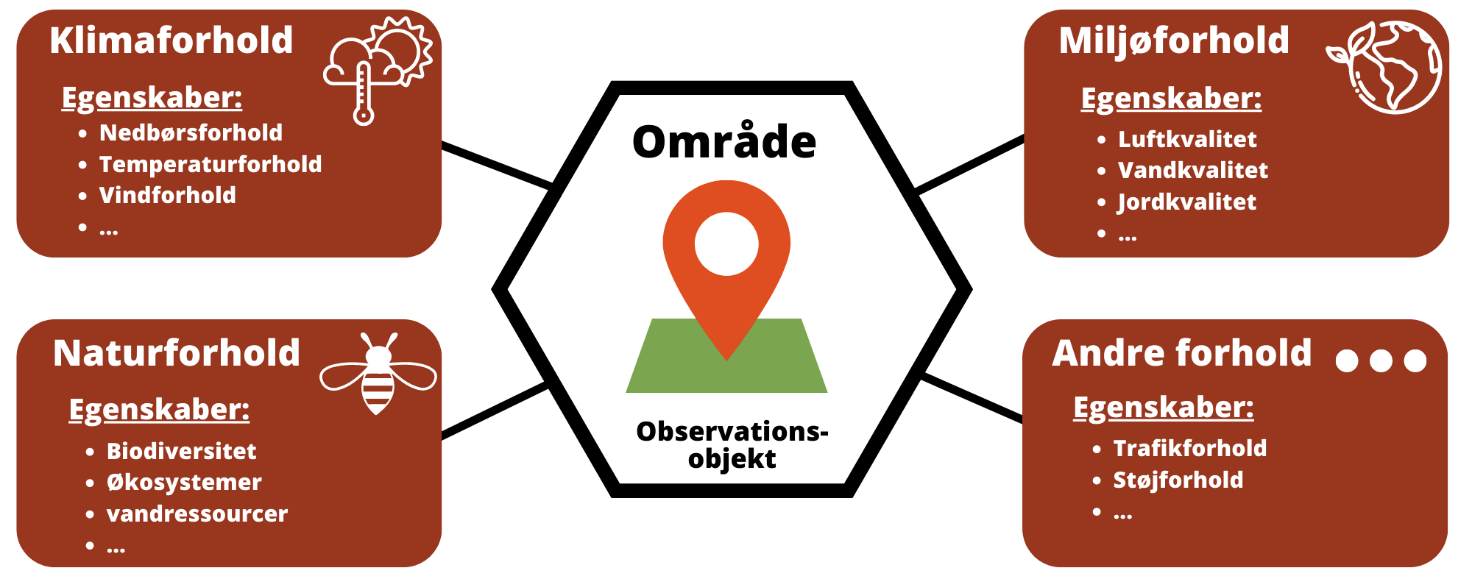 Klimaforhold
Egenskaber:
• Nedbørsforhold
• Temperaturforhold
• Vindforhold
• ...
Naturforhold
Egenskaber:
• Biodiversitet
• Økosystemer
• vandressourcer
• ...
Område
Observations-
objekt
Miljøforhold
Egenskaber:
• Luftkvalitet
• Vandkvalitet
• Jordkvalitet
• ...
Andre forhold
Egenskaber:
• Trafikforhold
• Støjforhold
• ...